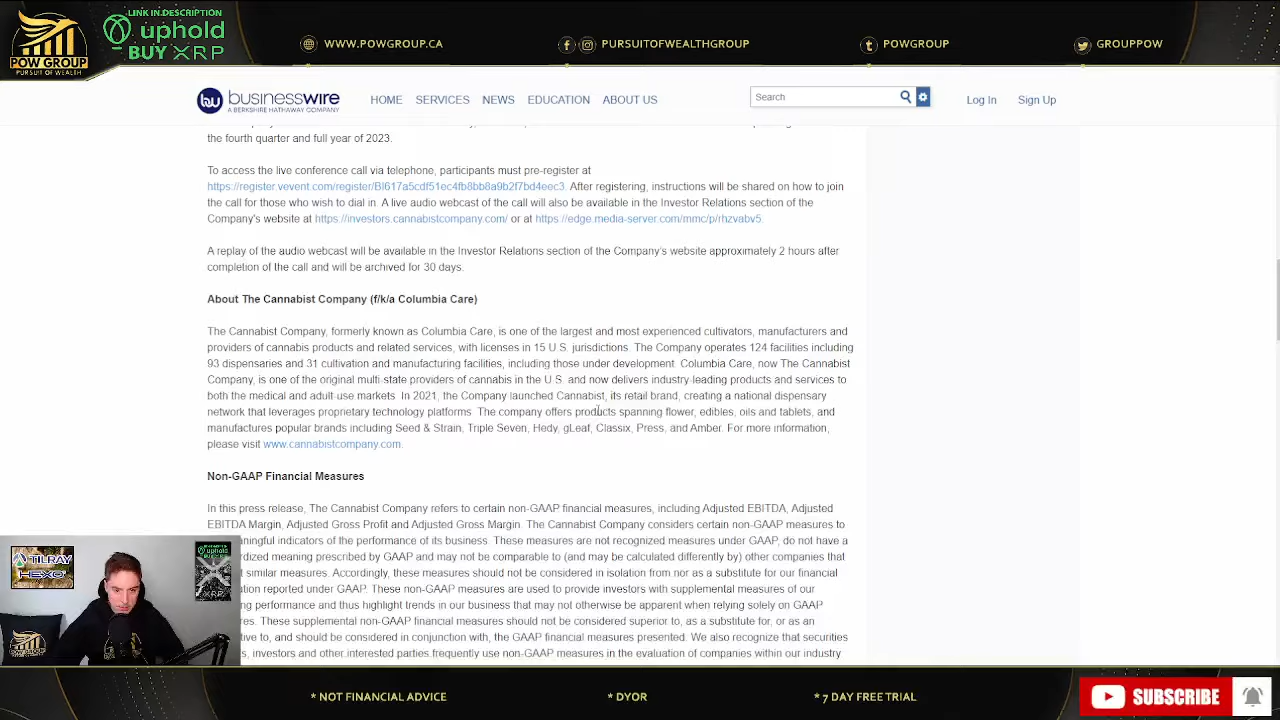 LINK IN DESCRIPTION
uphold
BUY XRP
POW GROUP
PURSUIT OF WEALTH
WWW.POWGROUP.CA
PURSUITOFWEALTHGROUP
POWGROUP
GROUPPOW
businesswire
A BERKSHIRE HATHAWAY COMPANY
HOME SERVICES NEWS EDUCATION ABOUT US
Search
Log In Sign Up
the fourth quarter and full year of 2023.
To access the live conference call via telephone, participants must pre-register at
https://register.vevent.com/register/BI617a5cdf51ec4fb8bb8a9b2f7bd4eec3. After registering, instructions will be shared on how to join
the call for those who wish to dial in. A live audio webcast of the call will also be available in the Investor Relations section of the
Company's website at https://investors.cannabistcompany.com/ or at https://edge.media-server.com/mmc/p/rhzvabv5.
A replay of the audio webcast will be available in the Investor Relations section of the Company's website approximately 2 hours after
completion of the call and will be archived for 30 days.
About The Cannabist Company (f/k/a Columbia Care)
The Cannabist Company, formerly known as Columbia Care, is one of the largest and most experienced cultivators, manufacturers and
providers of cannabis products and related services, with licenses in 15 U.S. jurisdictions. The Company operates 124 facilities including
93 dispensaries and 31 cultivation and manufacturing facilities, including those under development. Columbia Care, now The Cannabist
Company, is one of the original multi-state providers of cannabis in the U.S. and now delivers industry-leading products and services to
both the medical and adult-use markets. In 2021, the Company launched Cannabist, its retail brand, creating a national dispensary
network that leverages proprietary technology platforms. The company offers products spanning flower, edibles, oils and tablets, and
manufactures popular brands including Seed & Strain, Triple Seven, Hedy, gLeaf, Classix, Press, and Amber. For more information,
please visit www.cannabistcompany.com.
Non-GAAP Financial Measures
In this press release, The Cannabist Company refers to certain non-GAAP financial measures, including Adjusted EBITDA, Adjusted
EBITDA Margin, Adjusted Gross Profit and Adjusted Gross Margin. The Cannabist Company considers certain non-GAAP measures to
aningful indicators of the performance of its business. These measures are not recognized measures under GAAP, do not have a
rdized meaning prescribed by GAAP and may not be comparable to (and may be calculated differently by) other companies that
t similar measures. Accordingly, these measures should not be considered in isolation from nor as a substitute for our financial
ation reported under GAAP. These non-GAAP measures are used to provide investors with supplemental measures of our
ng performance and thus highlight trends in our business that may not otherwise be apparent when relying solely on GAAP
res. These supplemental non-GAAP financial measures should not be considered superior to, as a substitute for, or as an
tive to, and should be considered in conjunction with, the GAAP financial measures presented. We also recognize that securities
s, investors and other interested parties frequently use non-GAAP measures in the evaluation of companies within our industry
TLRAY
HEXO
uphold
* NOT FINANCIAL ADVICE
* DYOR
* 7 DAY FREE TRIAL
SUBSCRIBE